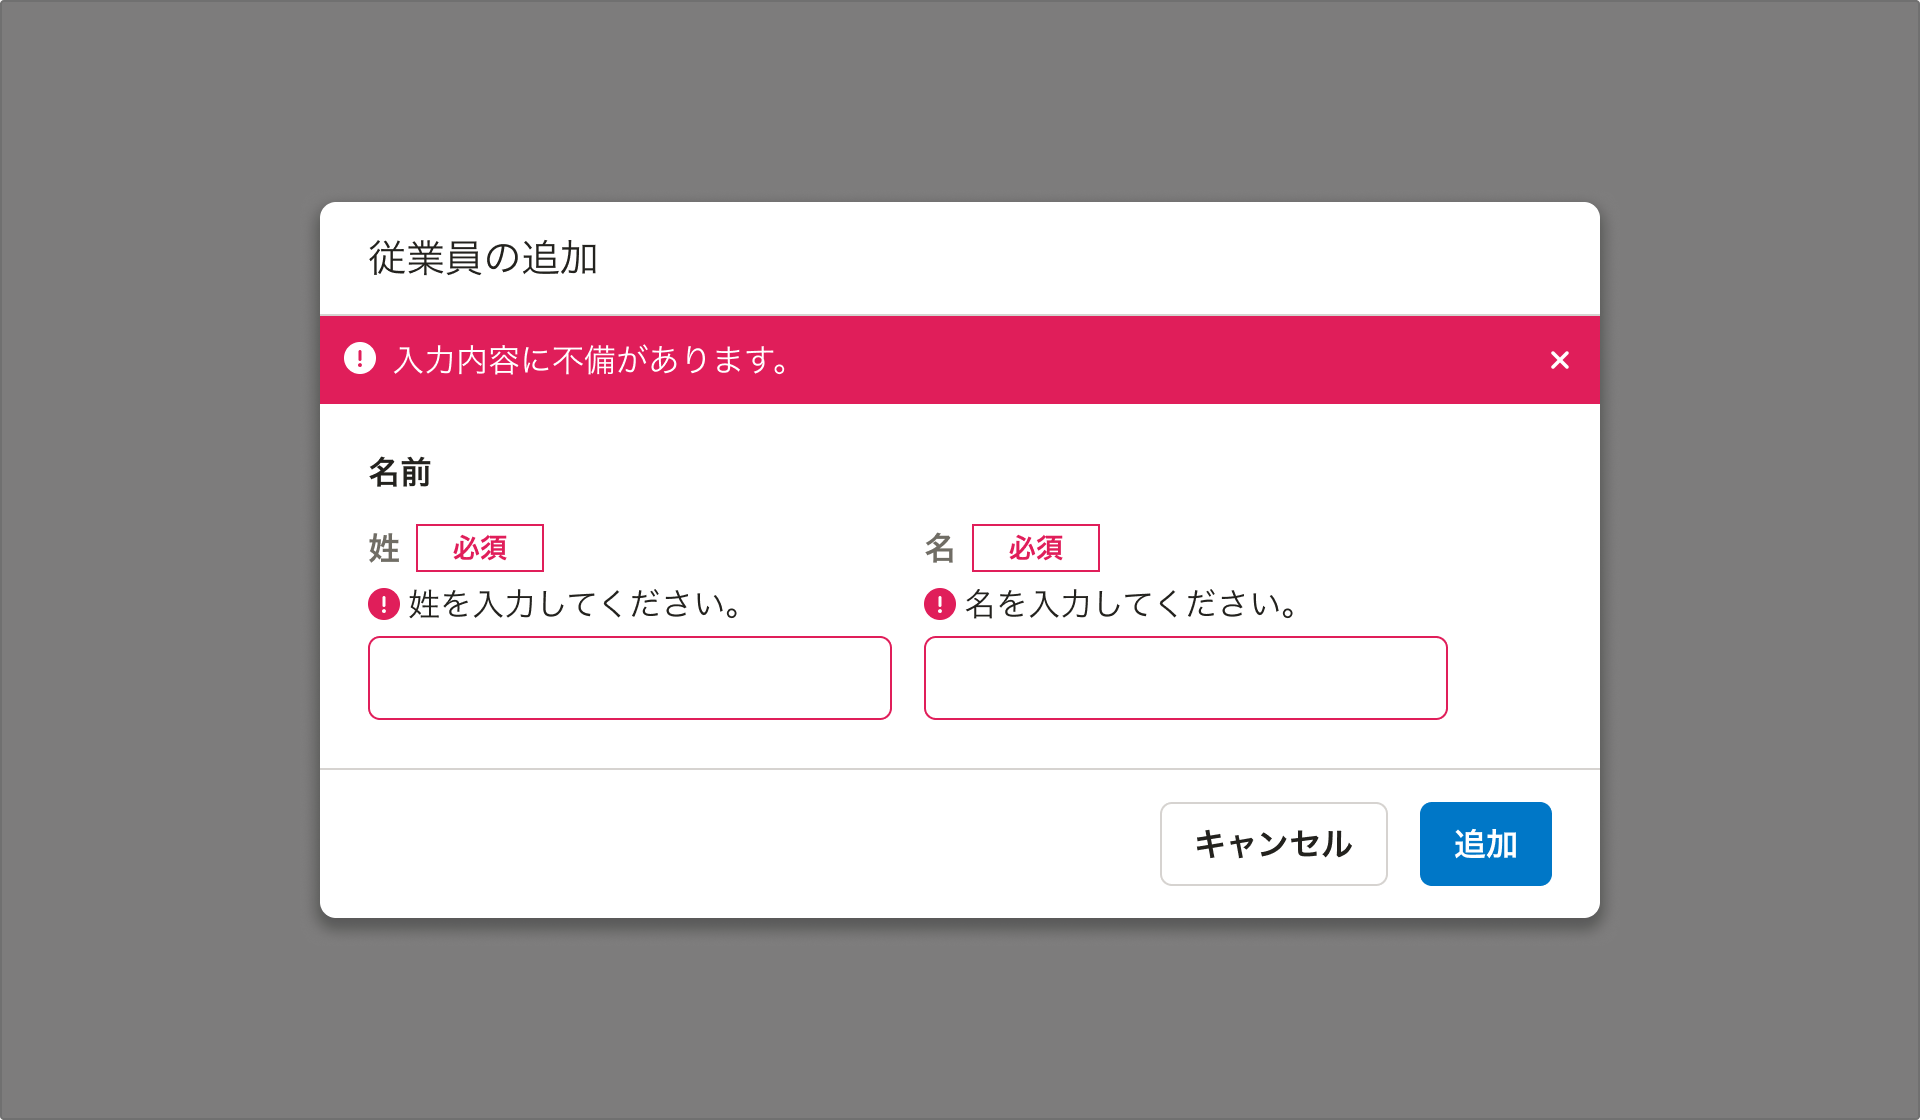 従業員の追加
入力内容に不備があります。
名前
姓 必須
姓を入力してください。
名 必須
名を入力してください。
キャンセル
追加